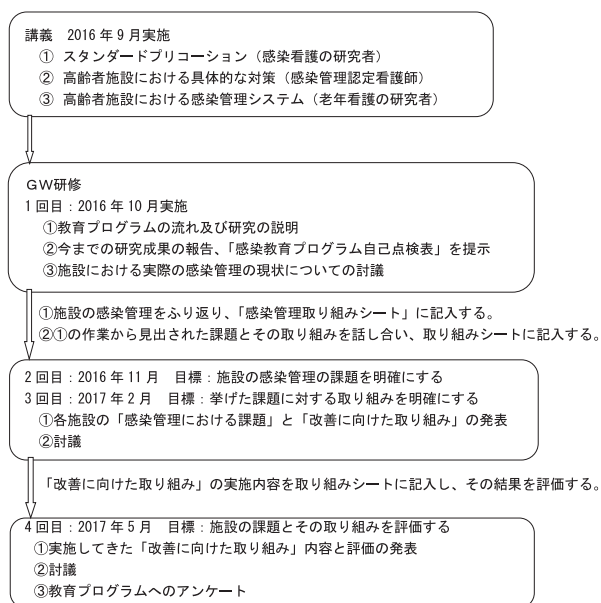 講義　2016 年 9 月実施
①　スタンダードプリコーション（感染看護の研究者）
②　高齢者施設における具体的な対策（感染管理認定看護師）
③　高齢者施設における感染管理システム（老年看護の研究者）
ＧＷ研修
1 回目：2016 年 10 月実施
①教育プログラムの流れ及び研究の説明
②今までの研究成果の報告、「感染教育プログラム自己点検表」を提示
③施設における実際の感染管理の現状についての討議
①施設の感染管理をふり返り、「感染管理取り組みシート」に記入する。
②①の作業から見出された課題とその取り組みを話し合い、取り組みシートに記入する。
2 回目：2016 年 11 月　目標：施設の感染管理の課題を明確にする
3 回目：2017 年 2 月　目標：挙げた課題に対する取り組みを明確にする
①各施設の「感染管理における課題」と「改善に向けた取り組み」の発表
②討議
「改善に向けた取り組み」の実施内容を取り組みシートに記入し、その結果を評価する。
4 回目：2017 年 5 月　目標：施設の課題とその取り組みを評価する
①実施してきた「改善に向けた取り組み」内容と評価の発表
②討議
③教育プログラムへのアンケート